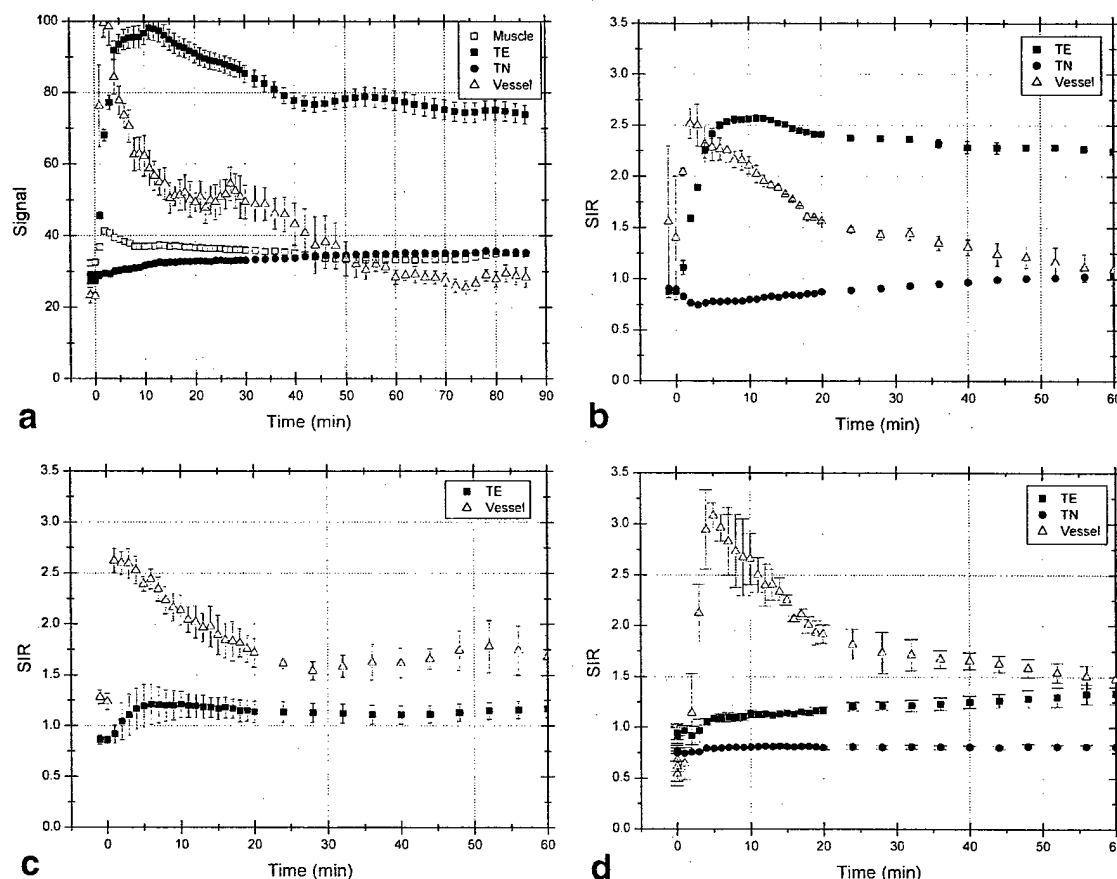 100
80
60
40
20
0
Signal
Muscle
TE
TN
Vessel
0 10 20 30 40 50 60 70 80 90
Time (min)
a
3.5
3.0
2.5
2.0
1.5
1.0
0.5
0.0
SIR
TE
TN
Vessel
0 10 20 30 40 50 60
Time (min)
b
3.5
3.0
2.5
2.0
1.5
1.0
0.5
0.0
SIR
TE
Vessel
0 10 20 30 40 50 60
Time (min)
c
3.5
3.0
2.5
2.0
1.5
1.0
0.5
0.0
SIR
TE
TN
Vessel
0 10 20 30 40 50 6
Time (min)
d